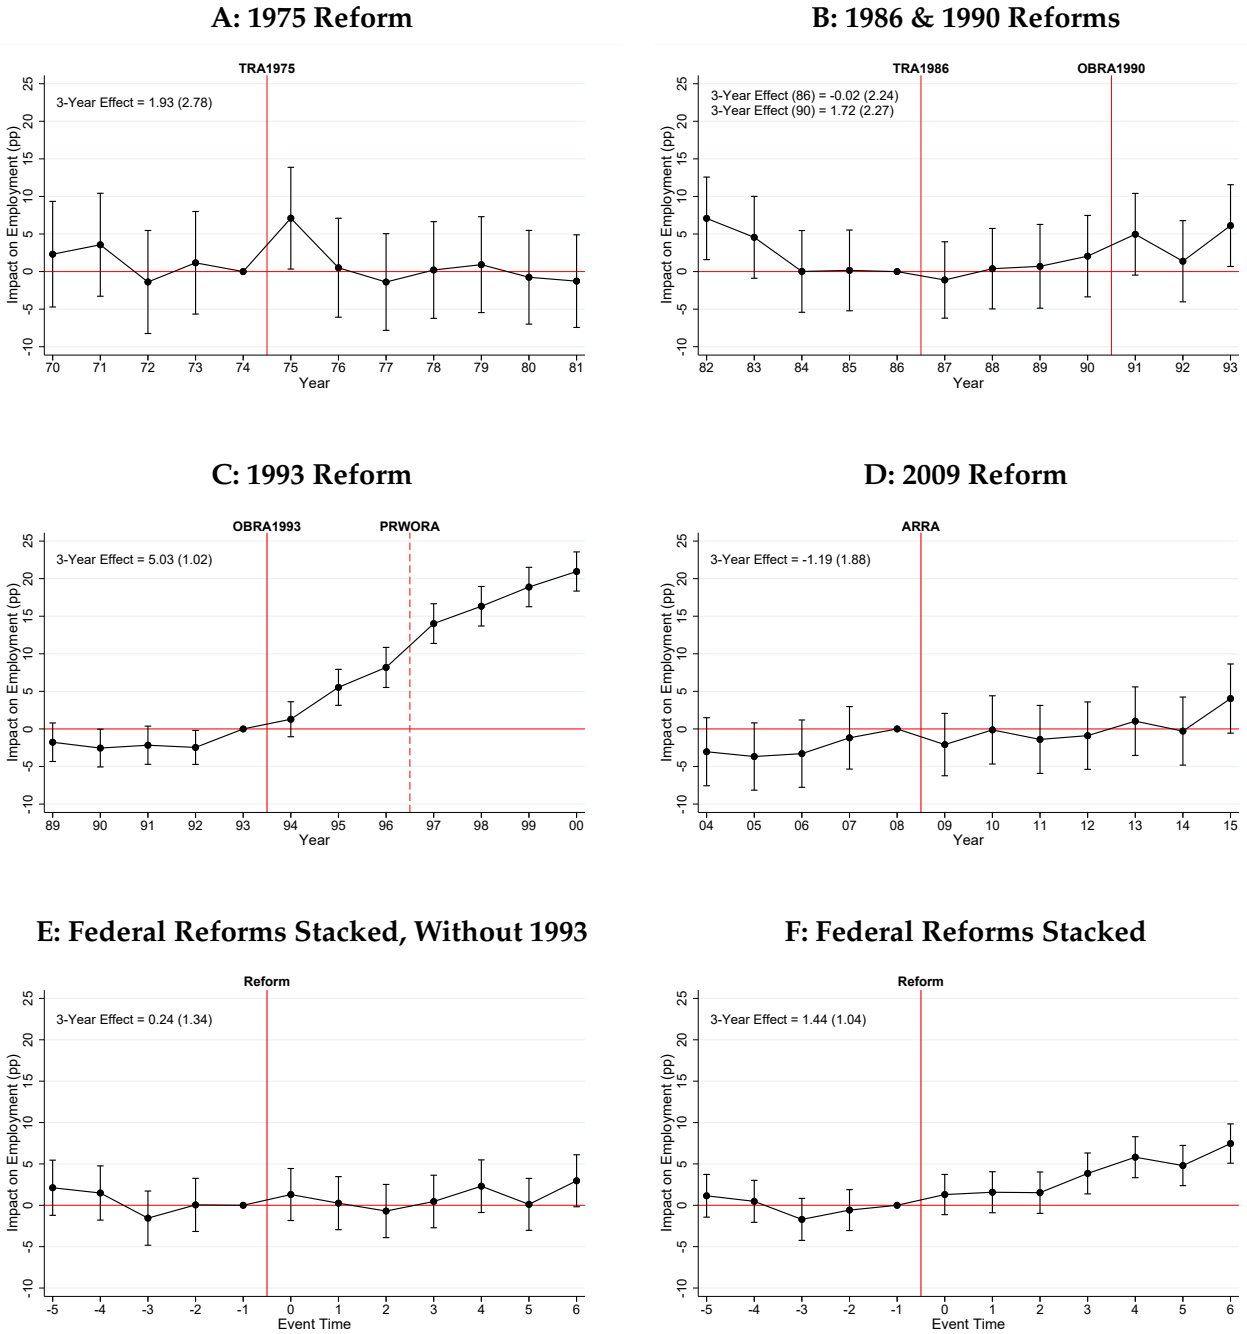 A: 1975 Reform
TRA1975
3-Year Effect = 1.93 (2.78)
Impact on Employment (pp)
25
20
15
10
5
0
-5
-10
70 71 72 73 74 75 76 77 78 79 80 81
Year
B: 1986 & 1990 Reforms
TRA1986 OBRA1990
3-Year Effect (86) = -0.02 (2.24)
3-Year Effect (90) = 1.72 (2.27)
Impact on Employment (pp)
25
20
15
10
5
0
-5
-10
82 83 84 85 86 87 88 89 90 91 92 93
Year
C: 1993 Reform
OBRA1993 PRWORA
3-Year Effect = 5.03 (1.02)
Impact on Employment (pp)
25
20
15
10
5
0
-5
-10
89 90 91 92 93 94 95 96 97 98 99 00
Year
D: 2009 Reform
ARRA
3-Year Effect = -1.19 (1.88)
Impact on Employment (pp)
25
20
15
10
5
0
-5
-10
04 05 06 07 08 09 10 11 12 13 14 15
Year
E: Federal Reforms Stacked, Without 1993
Reform
3-Year Effect = 0.24 (1.34)
Impact on Employment (pp)
25
20
15
10
5
0
-5
-10
-5 -4 -3 -2 -1 0 1 2 3 4 5 6
Event Time
F: Federal Reforms Stacked
Reform
3-Year Effect = 1.44 (1.04)
Impact on Employment (pp)
25
20
15
10
5
0
-5
-10
-5 -4 -3 -2 -1 0 1 2 3 4 5 6
Event Time